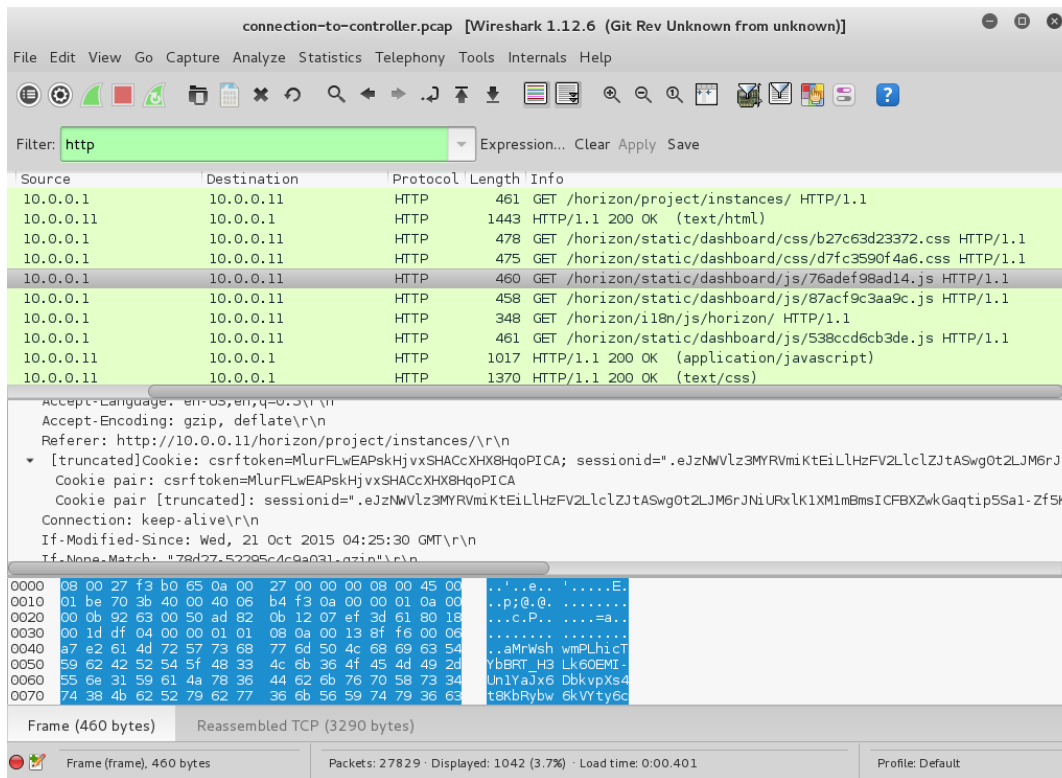 connection-to-controller.pcap [Wireshark 1.12.6 (Git Rev Unknown from unknown)]
File Edit View Go Capture Analyze Statistics Telephony Tools Internals Help
Filter: http Expression... Clear Apply Save
Source Destination Protocol Length Info
10.0.0.1 10.0.0.11 HTTP 461 GET /horizon/project/instances/ HTTP/1.1
10.0.0.11 10.0.0.1 HTTP 1443 HTTP/1.1 200 OK (text/html)
10.0.0.1 10.0.0.11 HTTP 478 GET /horizon/static/dashboard/css/b27c63d23372.css HTTP/1.1
10.0.0.1 10.0.0.11 HTTP 475 GET /horizon/static/dashboard/css/d7fc3590f4a6.css HTTP/1.1
10.0.0.1 10.0.0.11 HTTP 460 GET /horizon/static/dashboard/js/76adef98ad14.js HTTP/1.1
10.0.0.1 10.0.0.11 HTTP 458 GET /horizon/static/dashboard/js/87acf9c3aa9c.js HTTP/1.1
10.0.0.1 10.0.0.11 HTTP 348 GET /horizon/i18n/js/horizon/ HTTP/1.1
10.0.0.1 10.0.0.11 HTTP 461 GET /horizon/static/dashboard/js/538ccd6cb3de.js HTTP/1.1
10.0.0.11 10.0.0.1 HTTP 1017 HTTP/1.1 200 OK (application/javascript)
10.0.0.11 10.0.0.1 HTTP 1370 HTTP/1.1 200 OK (text/css)
Accept-Language: en-US,en;q=0.5\r\n
Accept-Encoding: gzip, deflate\r\n
Referer: http://10.0.0.11/horizon/project/instances/\r\n
[truncated]Cookie: csrftoken=MlurFLwEAPskHjvxSHACcXHX8HqoPICA; sessionid=".eJzNWVlz3MYRVmiKtEiLlHzFV2LlclZJtASwgOt2LJM6rJ
Cookie pair: csrftoken=MlurFLwEAPskHjvxSHACcXHX8HqoPICA
Cookie pair [truncated]: sessionid=".eJzNWVlz3MYRVmiKtEiLlHzFV2LlclZJtASwgOt2LJM6rJNiURxlK1XM1mBmsICFBXZwkGaqtip5Sa1-Zf5
Connection: keep-alive\r\n
If-Modified-Since: Wed, 21 Oct 2015 04:25:30 GMT\r\n
If-None-Match: "78d27-52295c4c9a031-gzip"\r\n
0000 08 00 27 f3 b0 65 0a 00 27 00 00 00 08 00 45 00 ..'..e.. '.....E.
0010 01 be 70 3b 40 00 40 06 b4 f3 0a 00 00 01 0a 00 ..p;@.@. ........
0020 00 0b 92 63 00 50 ad 82 0b 12 07 ef 3d 61 80 18 ...c.P.. ....=a..
0030 00 1d df 04 00 00 01 01 08 0a 00 13 8f f6 00 06 ........ ........
0040 a7 e2 61 4d 72 57 73 68 77 6d 50 4c 68 69 63 54 ..aMrWsh wmPLhicT
0050 59 62 42 52 54 5f 48 33 4c 6b 36 4f 45 4d 49 2d YbBRT_H3 Lk6OEMI-
0060 55 6e 31 59 61 4a 78 36 44 62 6b 76 70 58 73 34 Un1YaJx6 DbkvpXs4
0070 74 38 4b 62 52 79 62 77 36 6b 56 59 74 79 36 63 t8KbRybw 6kVYty6c
Frame (460 bytes) Reassembled TCP (3290 bytes)
Frame (frame), 460 bytes Packets: 27829 · Displayed: 1042 (3.7%) · Load time: 0:00.401 Profile: Default